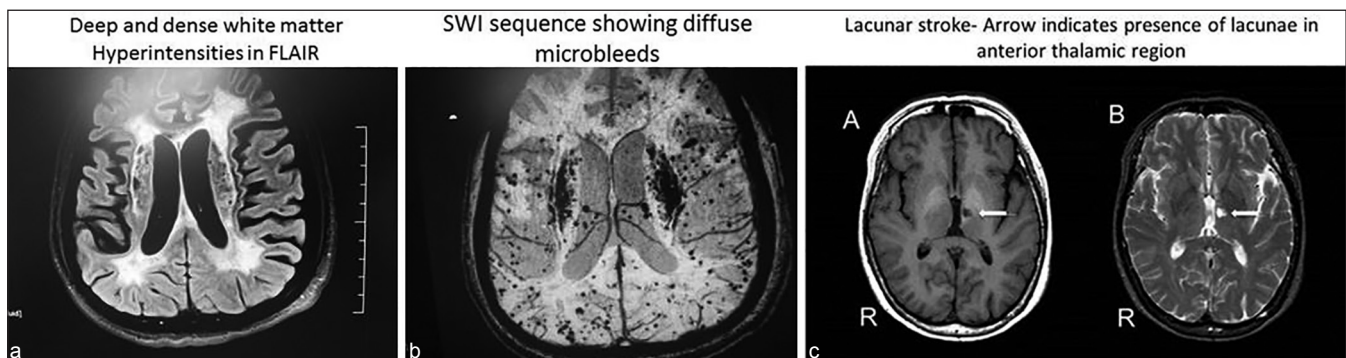 Deep and dense white matter
Hyperintensities in FLAIR
SWI sequence showing diffuse
microbleeds
Lacunar stroke- Arrow indicates presence of lacunae in
anterior thalamic region
A
B
R
R
a
b
c